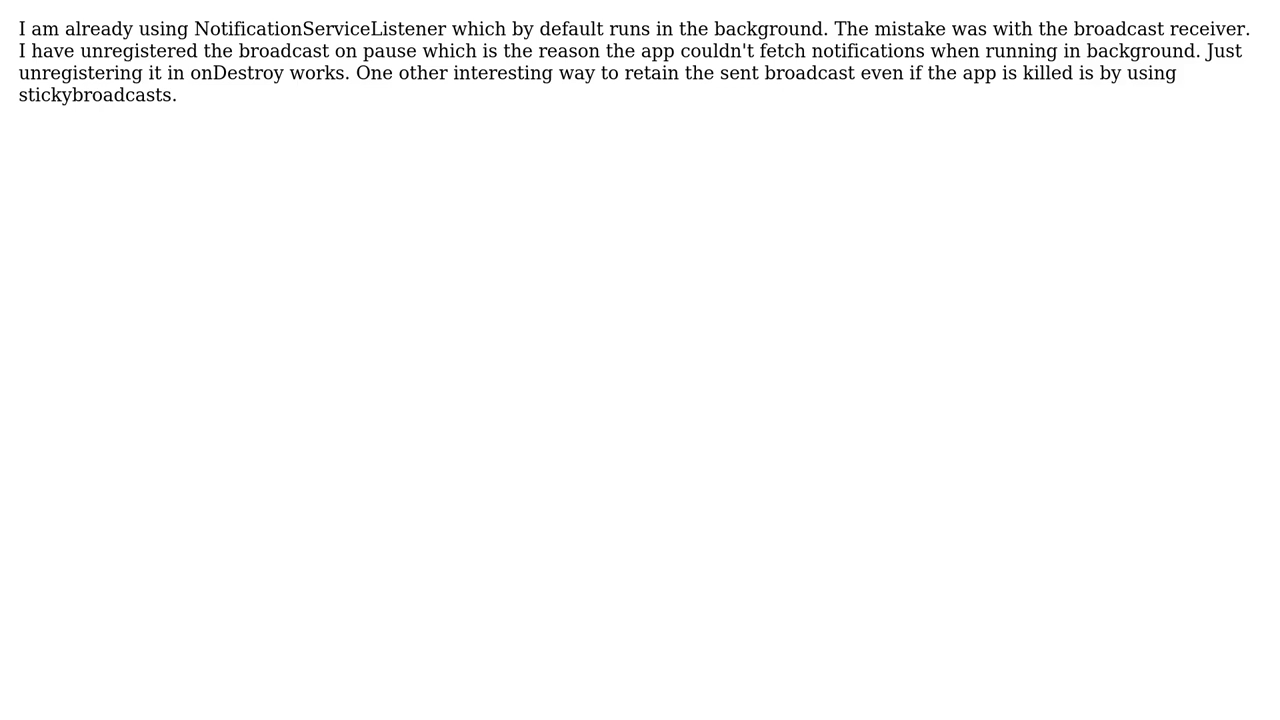 I am already using NotificationServiceListener which by default runs in the background. The mistake was with the broadcast receiver.
I have unregistered the broadcast on pause which is the reason the app couldn't fetch notifications when running in background. Just
unregistering it in onDestroy works. One other interesting way to retain the sent broadcast even if the app is killed is by using
stickybroadcasts.